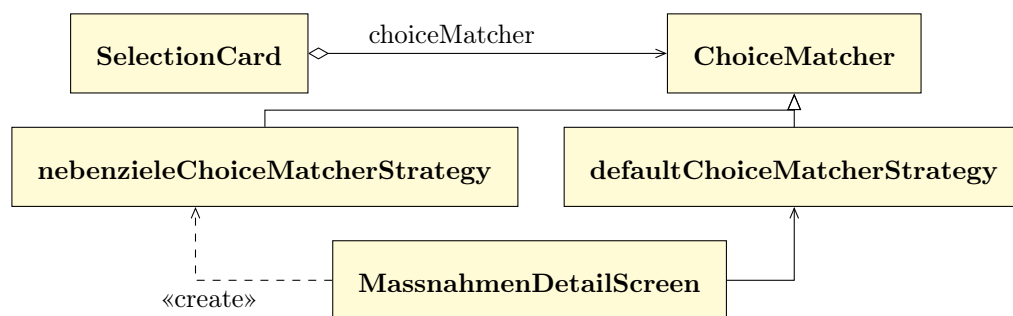 choiceMatcher
SelectionCard
ChoiceMatcher
nebenzieleChoiceMatcherStrategy
defaultChoiceMatcherStrategy
MassnahmenDetailScreen
«create»